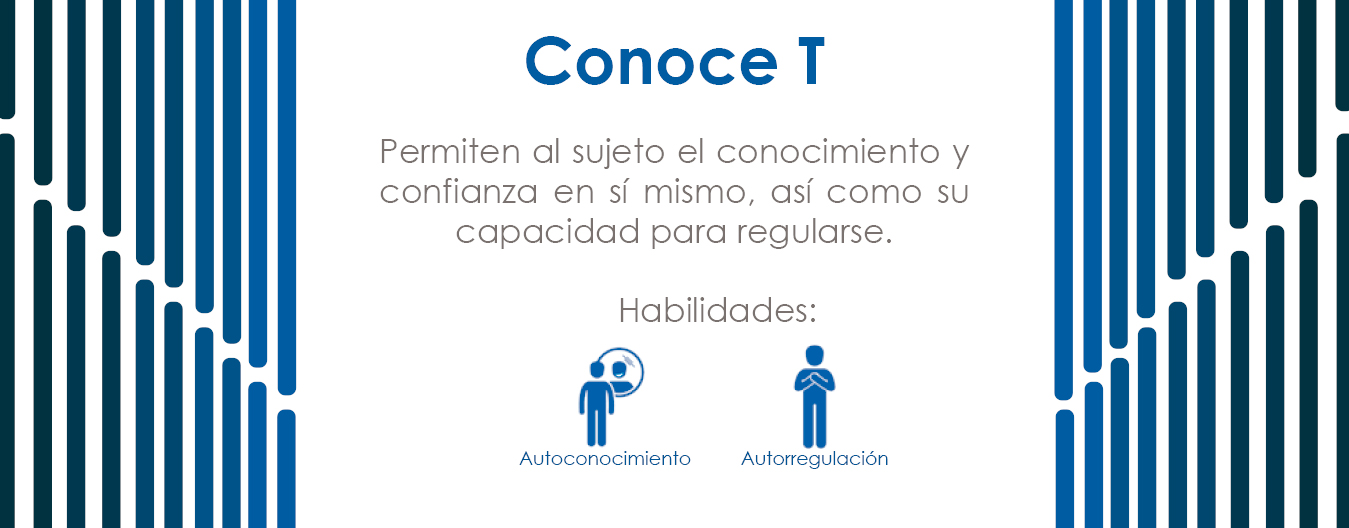 Conoce T
Permiten al sujeto el conocimiento y
confianza en sí mismo, así como su
capacidad para regularse.
Habilidades:
Autoconocimiento
Autorregulación